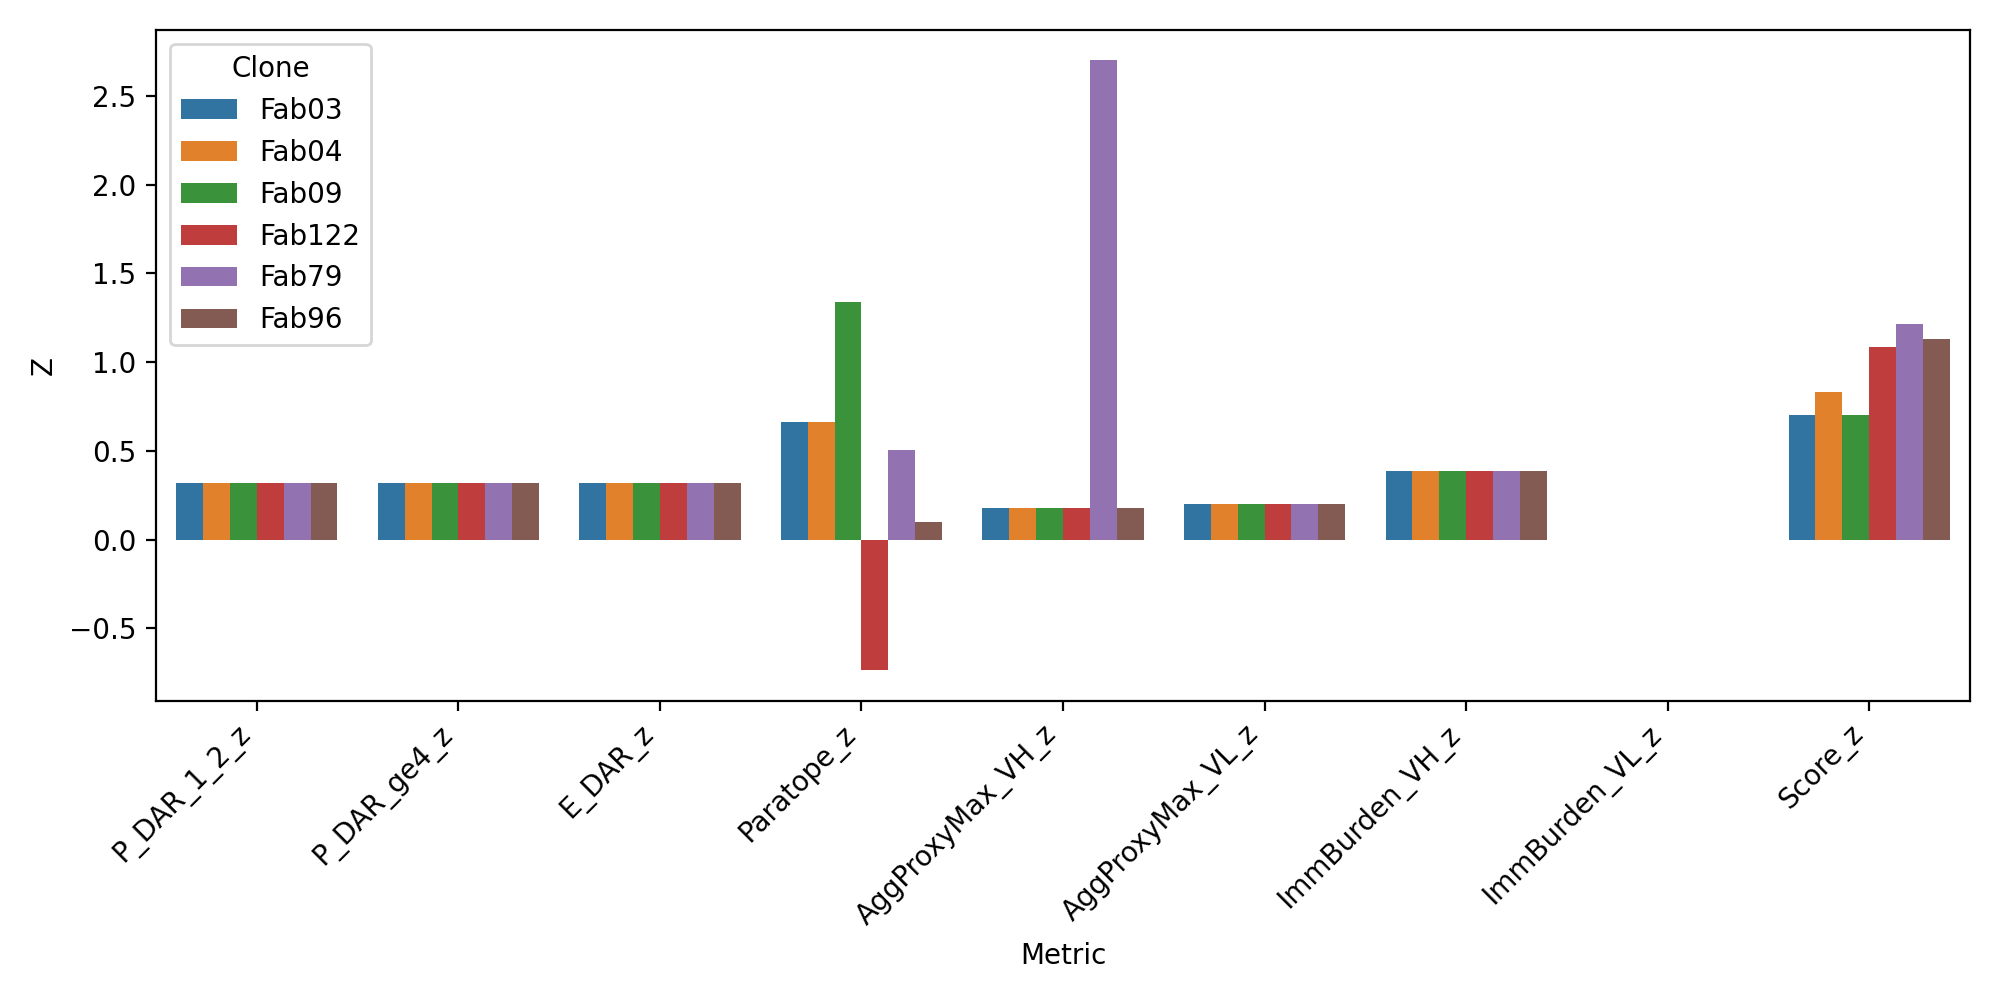 Clone
Fab03
Fab04
Fab09
Fab122
Fab79
Fab96
2.5
2.0
1.5
1.0
0.5
0.0
−0.5
Z
P_DAR_1_2_z
P_DAR_ge4_z
E_DAR_z
Paratope_z
AggProxyMax_VH_z
AggProxyMax_VL_z
ImmBurden_VH_z
ImmBurden_VL_z
Score_z
Metric